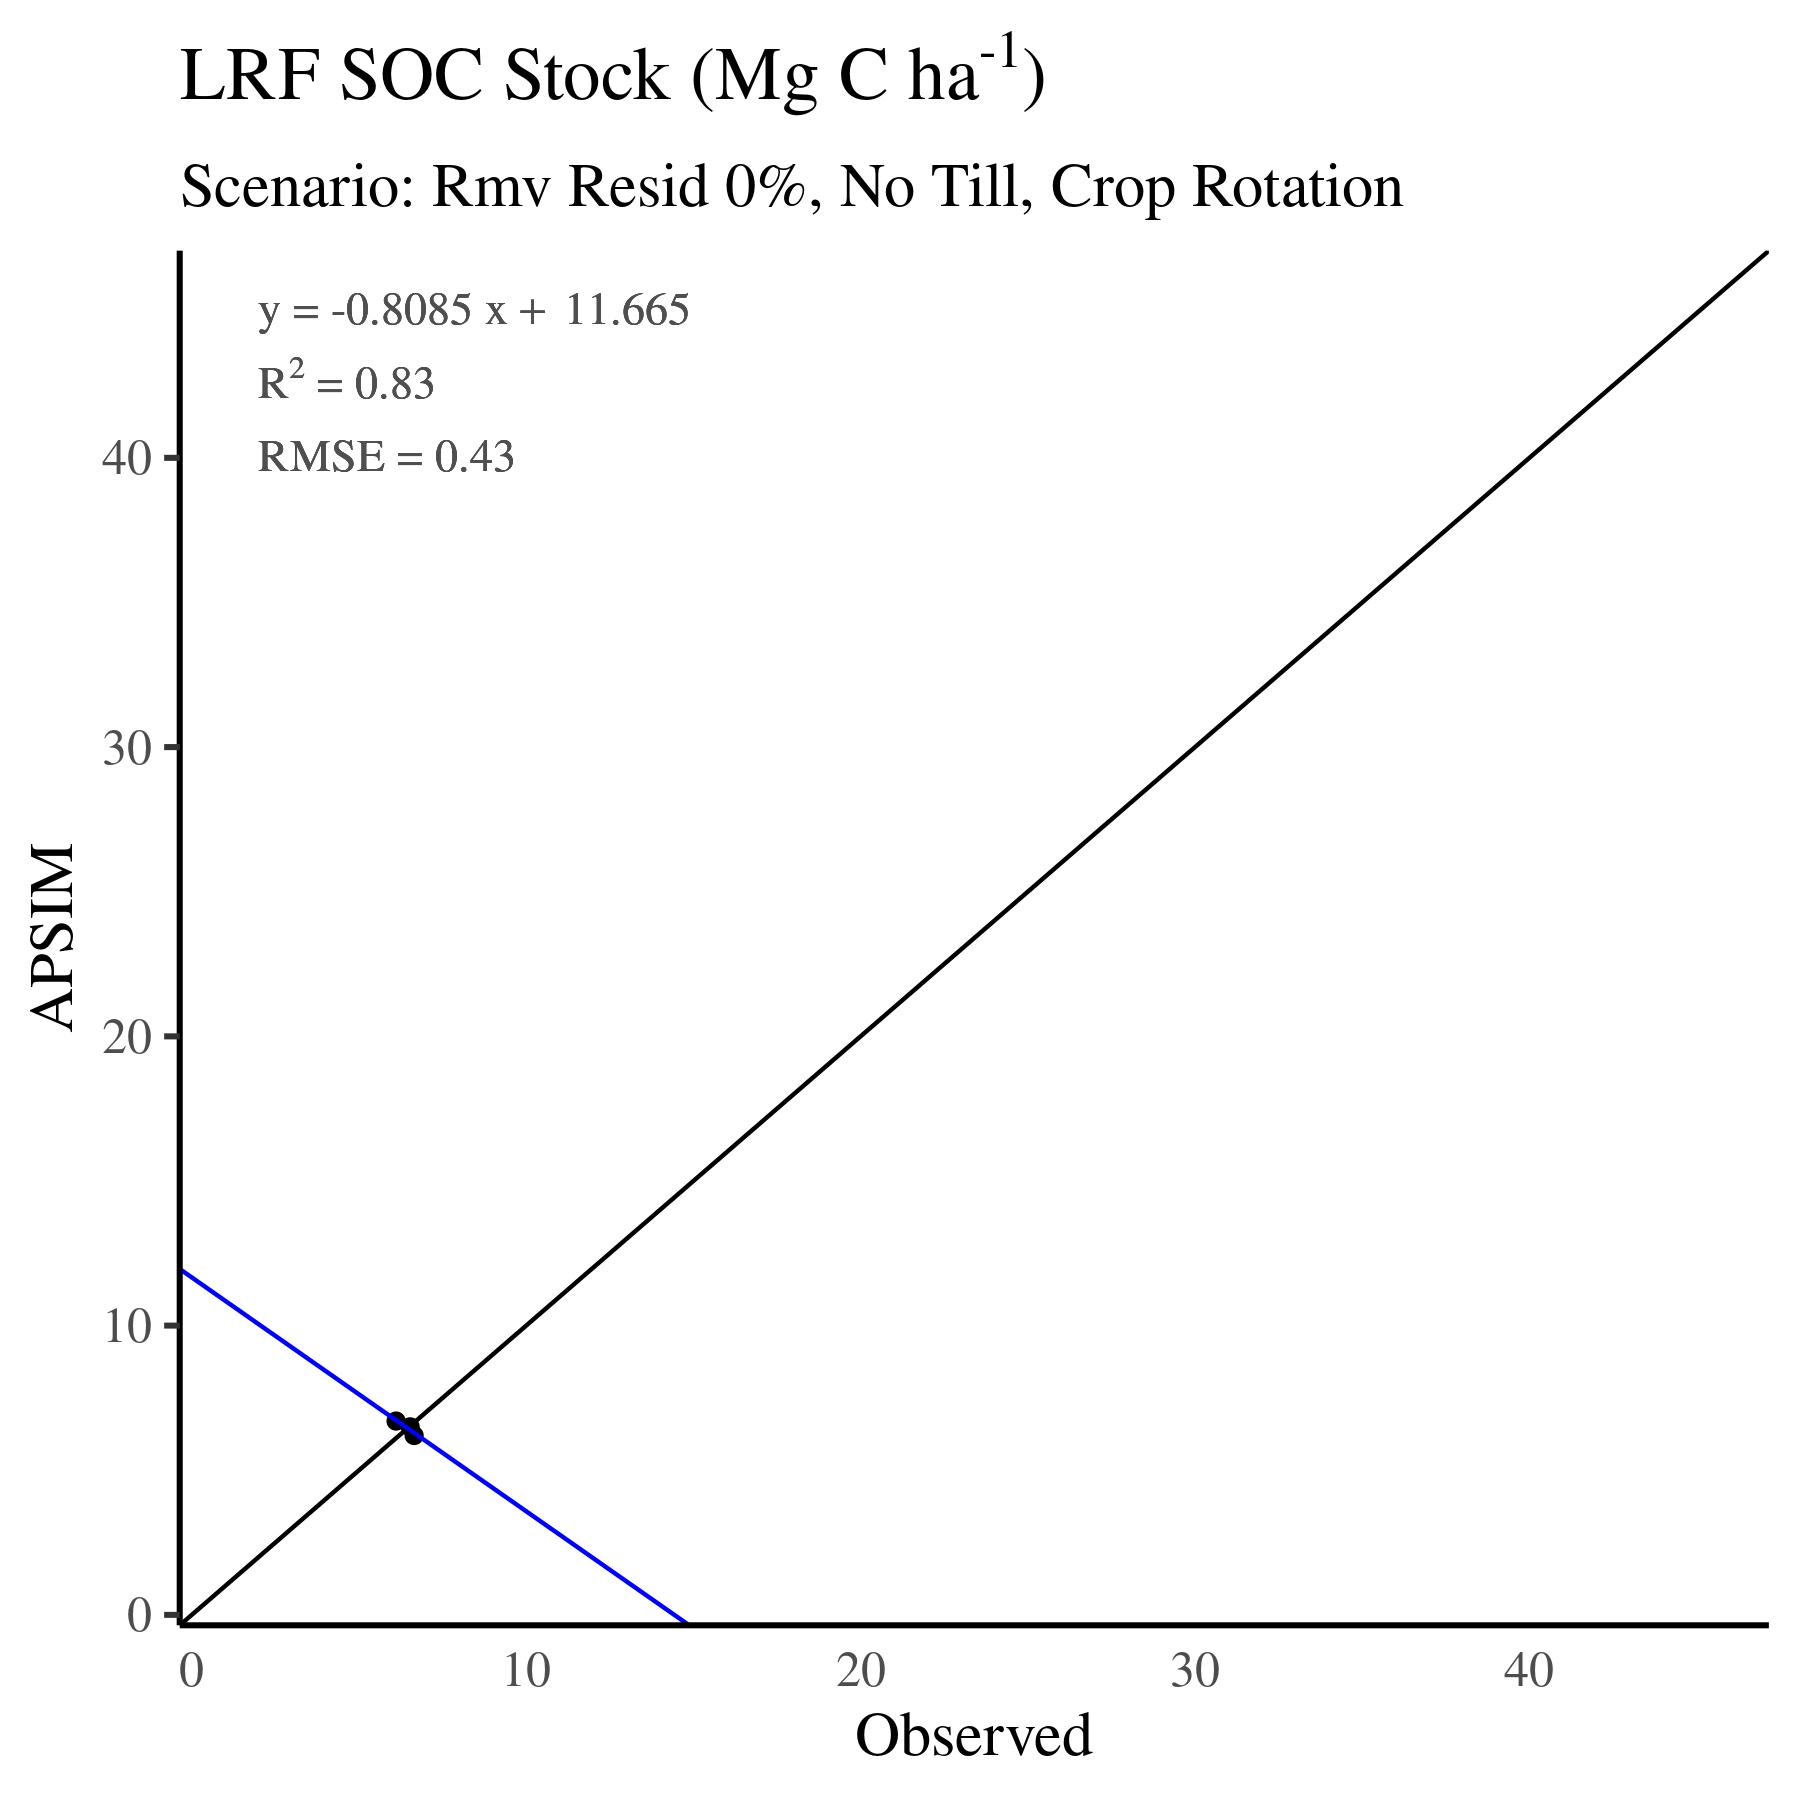 LRF SOC Stock (Mg C ha-1)
Scenario: Rmv Resid 0%, No Till, Crop Rotation
y = -0.8085 x + 11.665
R2 = 0.83
RMSE = 0.43
40
30
20
10
0
APSIM
0 10 20 30 40
Observed